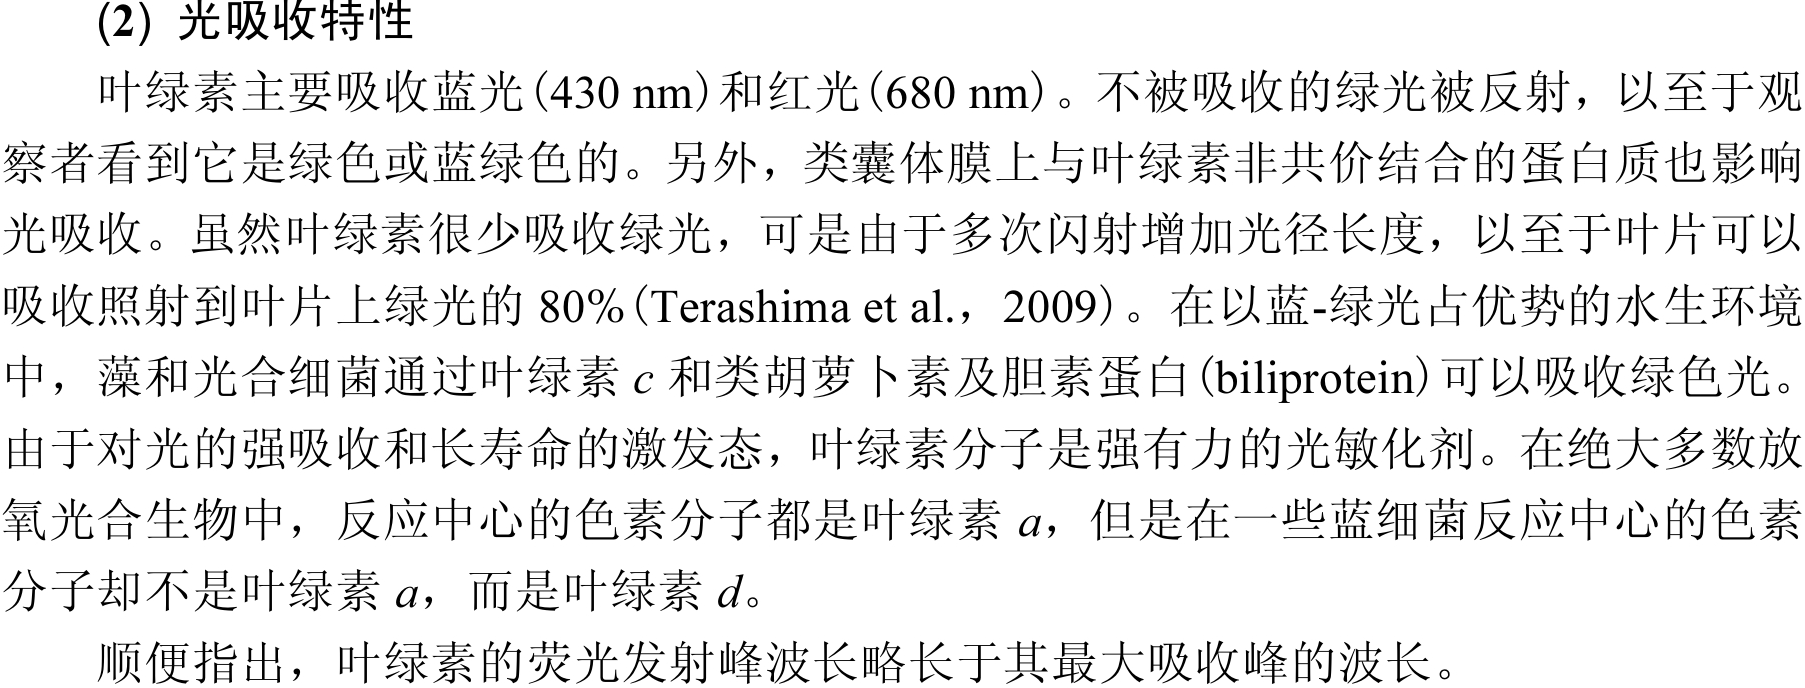 (2) 光吸收特性
叶绿素主要吸收蓝光(430 nm)和红光(680 nm)。不被吸收的绿光被反射，以至于观
察者看到它是绿色或蓝绿色的。另外，类囊体膜上与叶绿素非共价结合的蛋白质也影响
光吸收。虽然叶绿素很少吸收绿光，可是由于多次闪射增加光径长度，以至于叶片可以
吸收照射到叶片上绿光的 80%(Terashima et al.，2009)。在以蓝-绿光占优势的水生环境
中，藻和光合细菌通过叶绿素 c 和类胡萝卜素及胆素蛋白(biliprotein)可以吸收绿色光。
由于对光的强吸收和长寿命的激发态，叶绿素分子是强有力的光敏化剂。在绝大多数放
氧光合生物中，反应中心的色素分子都是叶绿素 a，但是在一些蓝细菌反应中心的色素
分子却不是叶绿素 a，而是叶绿素 d。
顺便指出，叶绿素的荧光发射峰波长略长于其最大吸收峰的波长。